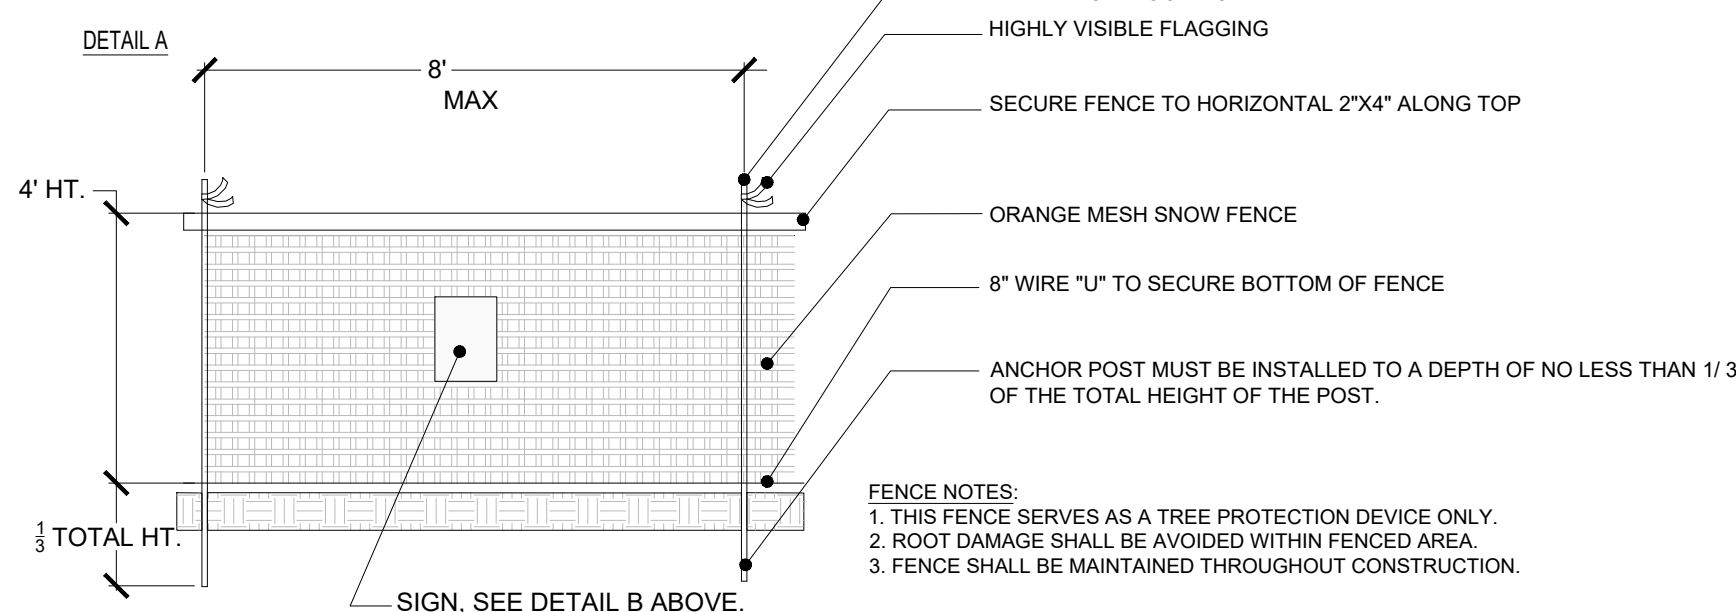 DETAIL A
8'
MAX
4' HT.
1/3 TOTAL HT.
HIGHLY VISIBLE FLAGGING
SECURE FENCE TO HORIZONTAL 2"X4" ALONG TOP
ORANGE MESH SNOW FENCE
8" WIRE "U" TO SECURE BOTTOM OF FENCE
ANCHOR POST MUST BE INSTALLED TO A DEPTH OF NO LESS THAN 1/ 3
OF THE TOTAL HEIGHT OF THE POST.
FENCE NOTES:
1. THIS FENCE SERVES AS A TREE PROTECTION DEVICE ONLY.
2. ROOT DAMAGE SHALL BE AVOIDED WITHIN FENCED AREA.
3. FENCE SHALL BE MAINTAINED THROUGHOUT CONSTRUCTION.
SIGN, SEE DETAIL B ABOVE.